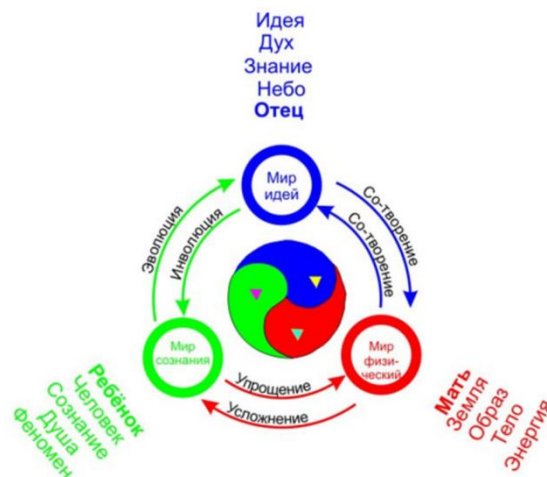 Идея
Дух
Знание
Небо
Отец
Мир
идей
Эволюция
Инволюция
Со-творение
Со-творение
Мир
сознания
Мир
физи-
ческий
Упрощение
Усложнение
Ребёнок
Человек
Сознание
Душа
Феномен
Мать
Земля
Образ
Тело
Энергия